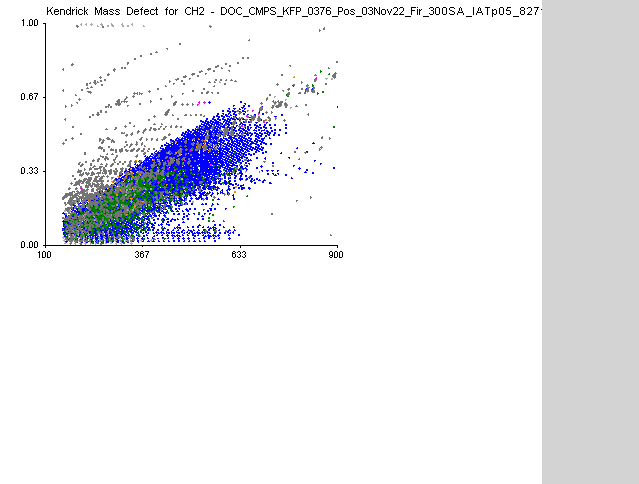 Kendrick Mass Defect for CH2 - DOC_CMPS_KFP_0376_Pos_03Nov22_Fir_300SA_IATp05_827
1.00
0.67
0.33
0.00
100 367 633 900